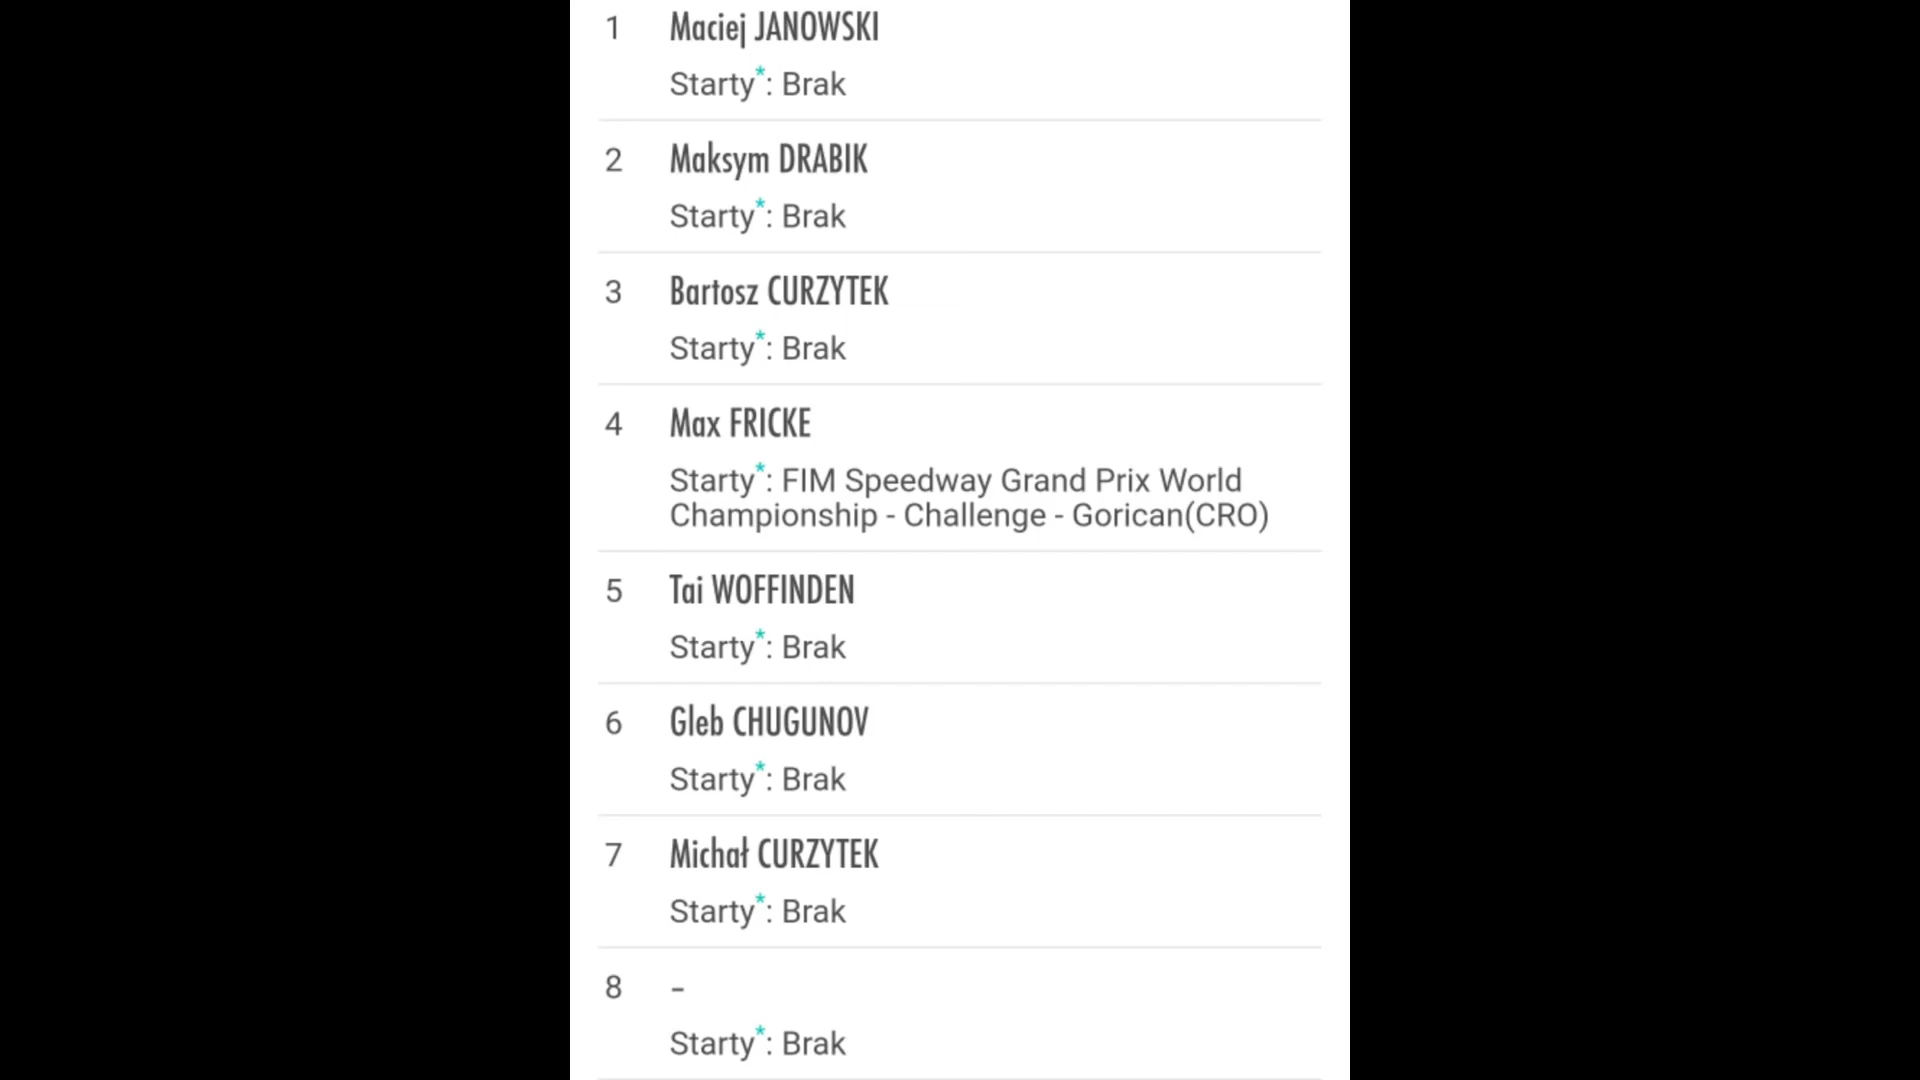 1 Maciej JANOWSKI
Starty*: Brak
2 Maksym DRABIK
Starty*: Brak
3 Bartosz CURZYTEK
Starty*: Brak
4 Max FRICKE
Starty*: FIM Speedway Grand Prix World
Championship - Challenge - Gorican(CRO)
5 Tai WOFFINDEN
Starty*: Brak
6 Gleb CHUGUNOV
Starty*: Brak
7 Michał CURZYTEK
Starty*: Brak
8 -
Starty*: Brak